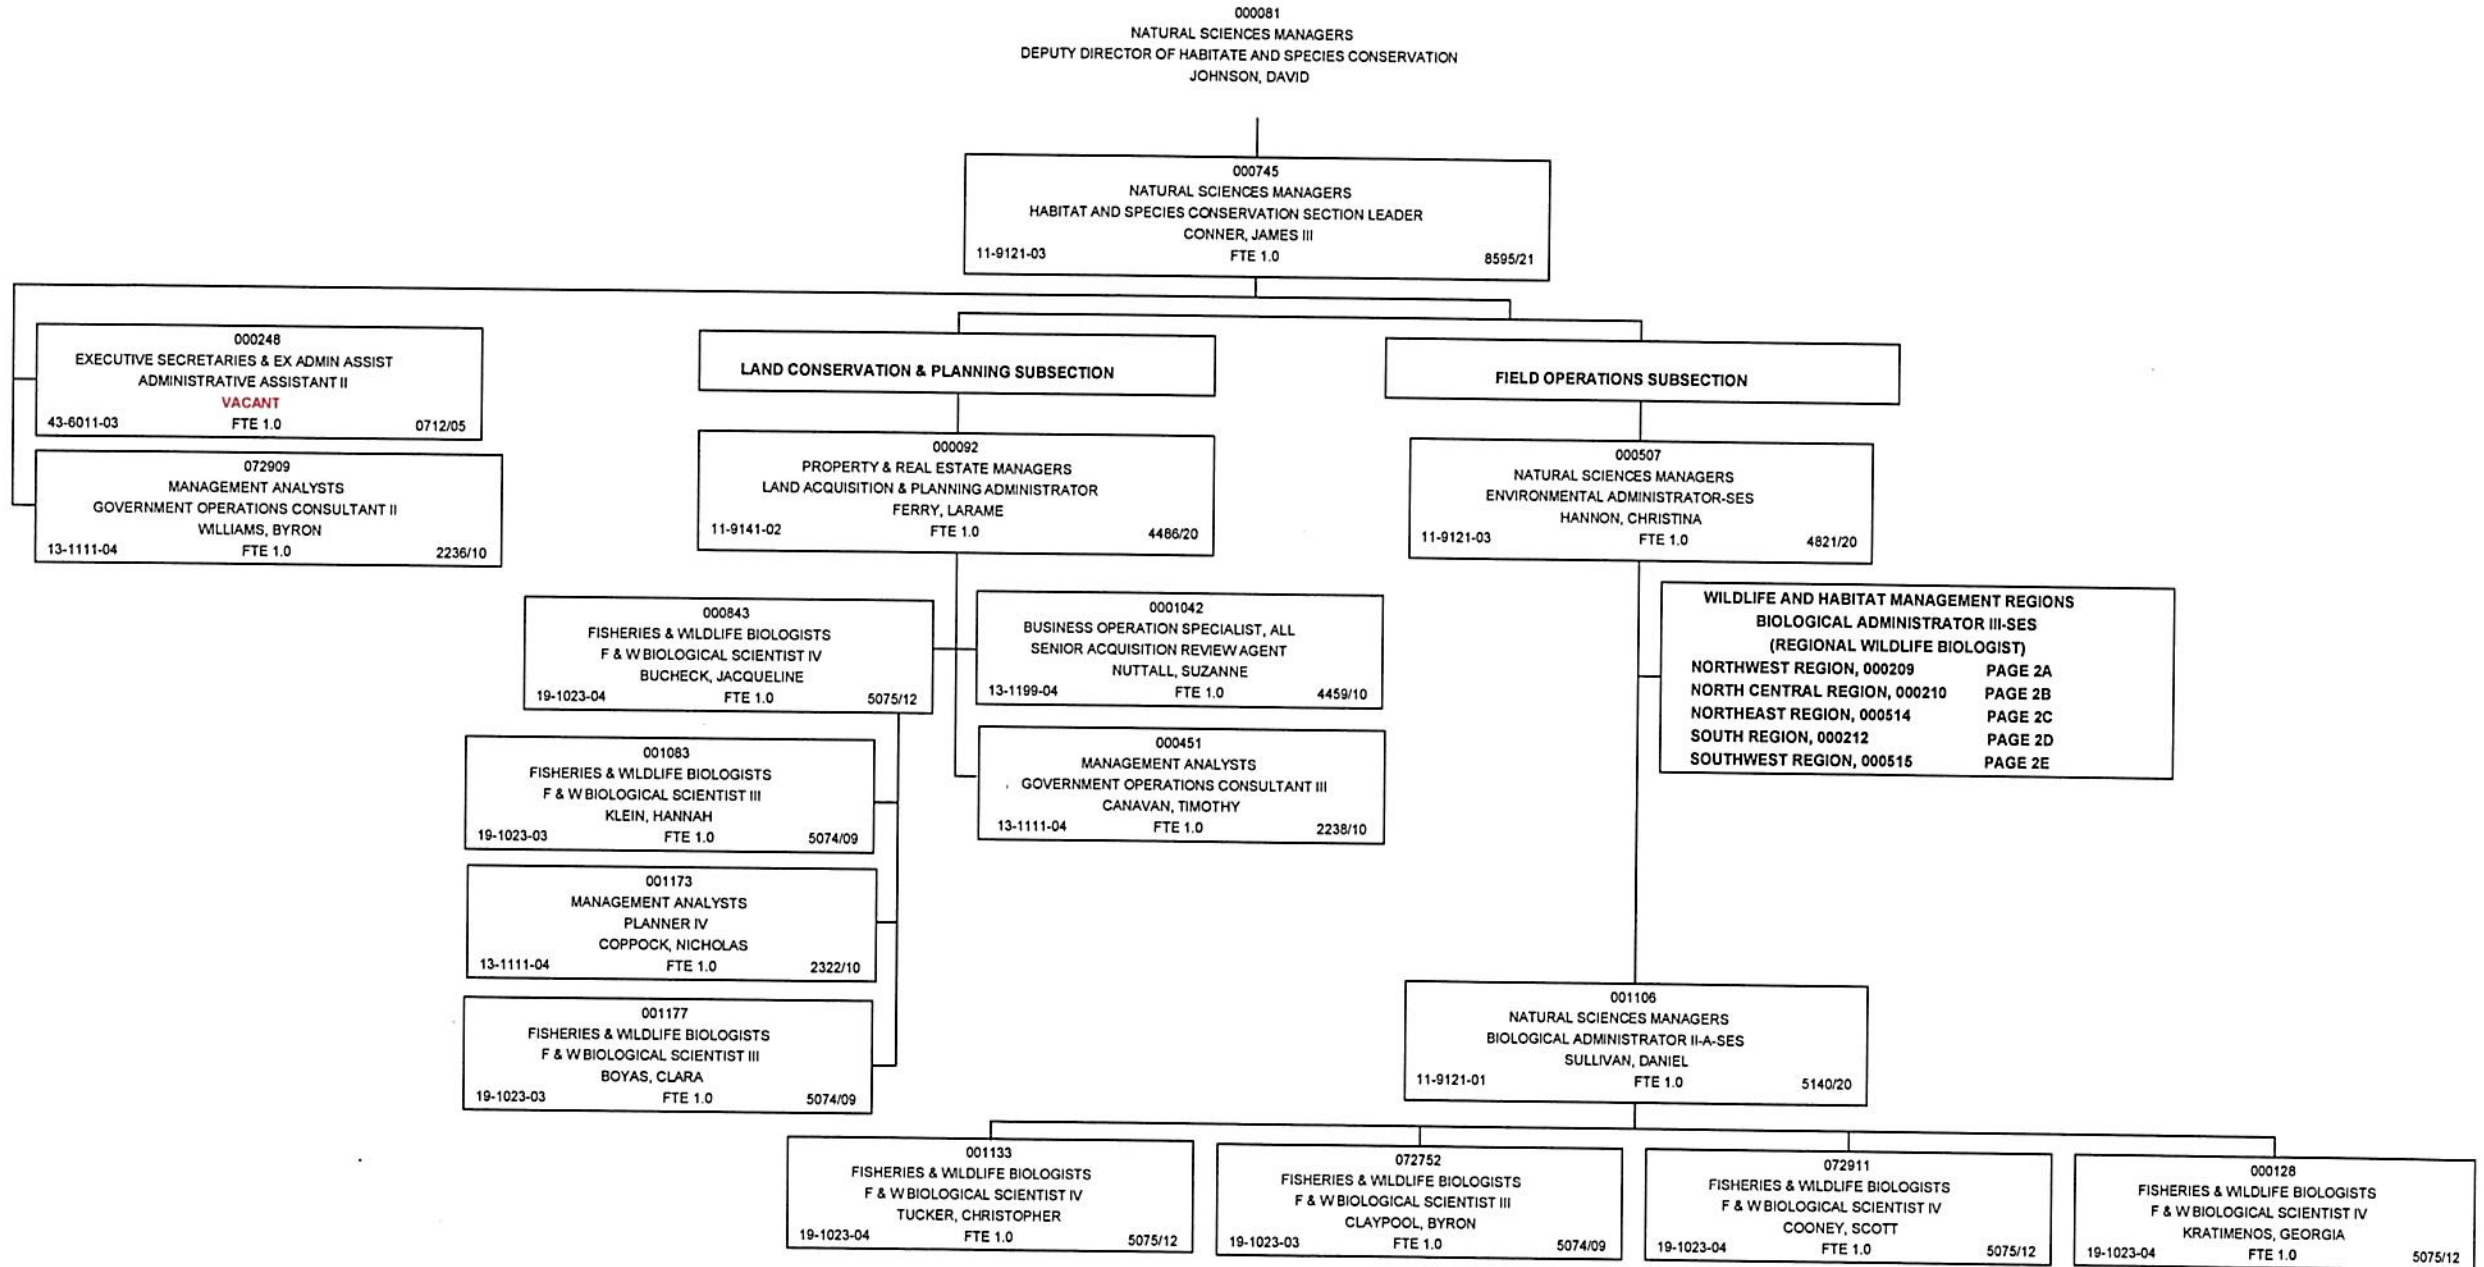 000081
NATURAL SCIENCES MANAGERS
DEPUTY DIRECTOR OF HABITATE AND SPECIES CONSERVATION
JOHNSON, DAVID
000745
NATURAL SCIENCES MANAGERS
HABITAT AND SPECIES CONSERVATION SECTION LEADER
CONNER, JAMES III
11-9121-03 FTE 1.0 8595/21
000248
EXECUTIVE SECRETARIES & EX ADMIN ASSIST
ADMINISTRATIVE ASSISTANT II
VACANT
43-6011-03 FTE 1.0 0712/05
072909
MANAGEMENT ANALYSTS
GOVERNMENT OPERATIONS CONSULTANT II
WILLIAMS, BYRON
13-1111-04 FTE 1.0 2236/10
LAND CONSERVATION & PLANNING SUBSECTION
000092
PROPERTY & REAL ESTATE MANAGERS
LAND ACQUISITION & PLANNING ADMINISTRATOR
FERRY, LARAME
11-9141-02 FTE 1.0 4486/20
000843
FISHERIES & WILDLIFE BIOLOGISTS
F & W BIOLOGICAL SCIENTIST IV
BUCHECK, JACQUELINE
19-1023-04 FTE 1.0 5075/12
0001042
BUSINESS OPERATION SPECIALIST, ALL
SENIOR ACQUISITION REVIEW AGENT
NUTTALL, SUZANNE
13-1199-04 FTE 1.0 4459/10
001083
FISHERIES & WILDLIFE BIOLOGISTS
F & W BIOLOGICAL SCIENTIST III
KLEIN, HANNAH
19-1023-03 FTE 1.0 5074/09
000451
MANAGEMENT ANALYSTS
GOVERNMENT OPERATIONS CONSULTANT III
CANAVAN, TIMOTHY
13-1111-04 FTE 1.0 2238/10
001173
MANAGEMENT ANALYSTS
PLANNER IV
COPPOCK, NICHOLAS
13-1111-04 FTE 1.0 2322/10
001177
FISHERIES & WILDLIFE BIOLOGISTS
F & W BIOLOGICAL SCIENTIST III
BOYAS, CLARA
19-1023-03 FTE 1.0 5074/09
FIELD OPERATIONS SUBSECTION
000507
NATURAL SCIENCES MANAGERS
ENVIRONMENTAL ADMINISTRATOR-SES
HANNON, CHRISTINA
11-9121-03 FTE 1.0 4821/20
WILDLIFE AND HABITAT MANAGEMENT REGIONS
BIOLOGICAL ADMINISTRATOR III-SES
(REGIONAL WILDLIFE BIOLOGIST)
NORTHWEST REGION, 000209 PAGE 2A
NORTH CENTRAL REGION, 000210 PAGE 2B
NORTHEAST REGION, 000514 PAGE 2C
SOUTH REGION, 000212 PAGE 2D
SOUTHWEST REGION, 000515 PAGE 2E
001106
NATURAL SCIENCES MANAGERS
BIOLOGICAL ADMINISTRATOR II-A-SES
SULLIVAN, DANIEL
11-9121-01 FTE 1.0 5140/20
001133
FISHERIES & WILDLIFE BIOLOGISTS
F & W BIOLOGICAL SCIENTIST IV
TUCKER, CHRISTOPHER
19-1023-04 FTE 1.0 5075/12
072752
FISHERIES & WILDLIFE BIOLOGISTS
F & W BIOLOGICAL SCIENTIST III
CLAYPOOL, BYRON
19-1023-03 FTE 1.0 5074/09
072911
FISHERIES & WILDLIFE BIOLOGISTS
F & W BIOLOGICAL SCIENTIST IV
COONEY, SCOTT
19-1023-04 FTE 1.0 5075/12
000128
FISHERIES & WILDLIFE BIOLOGISTS
F & W BIOLOGICAL SCIENTIST IV
KRATIMENOS, GEORGIA
19-1023-04 FTE 1.0 5075/12